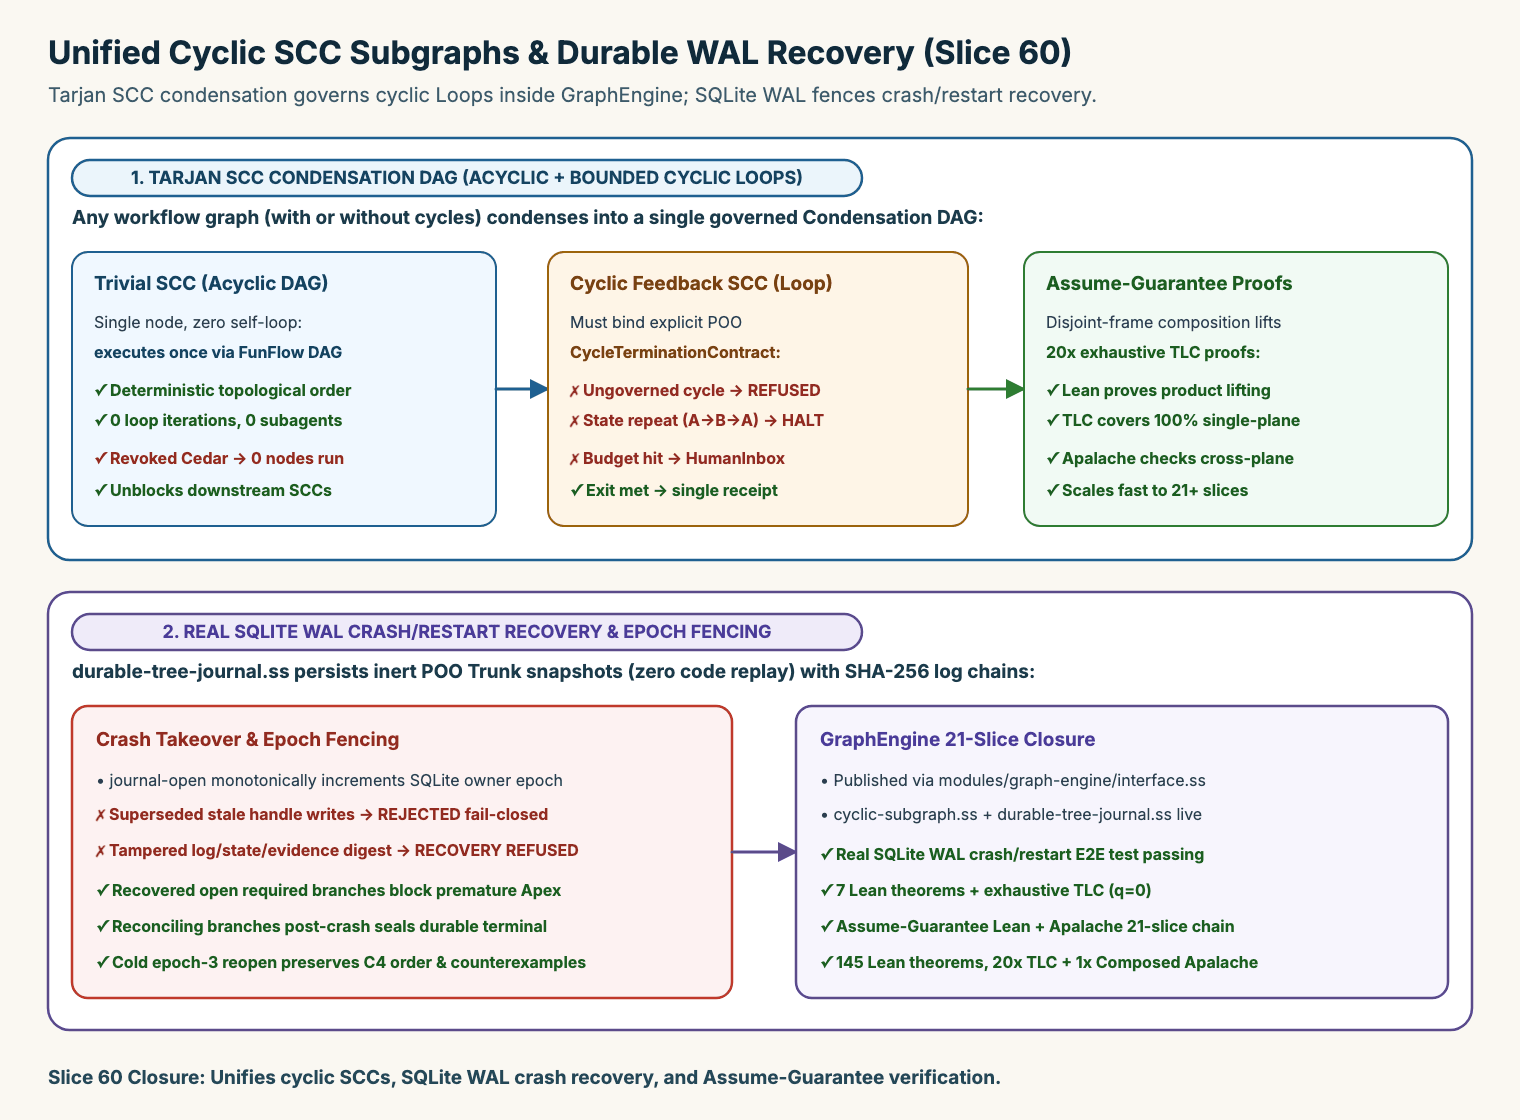 Unified Cyclic SCC Subgraphs & Durable WAL Recovery (Slice 60)
Tarjan SCC condensation governs cyclic Loops inside GraphEngine; SQLite WAL fences crash/restart recovery.
1. TARJAN SCC CONDENSATION DAG (ACYCLIC + BOUNDED CYCLIC LOOPS)
Any workflow graph (with or without cycles) condenses into a single governed Condensation DAG:
Trivial SCC (Acyclic DAG)
Single node, zero self-loop:
executes once via FunFlow DAG
✓ Deterministic topological order
✓ 0 loop iterations, 0 subagents
✓ Revoked Cedar → 0 nodes run
✓ Unblocks downstream SCCs
Cyclic Feedback SCC (Loop)
Must bind explicit POO
CycleTerminationContract:
✗ Ungoverned cycle → REFUSED
✗ State repeat (A→B→A) → HALT
✗ Budget hit → HumanInbox
✓ Exit met → single receipt
Assume-Guarantee Proofs
Disjoint-frame composition lifts
20x exhaustive TLC proofs:
✓ Lean proves product lifting
✓ TLC covers 100% single-plane
✓ Apalache checks cross-plane
✓ Scales fast to 21+ slices
2. REAL SQLITE WAL CRASH/RESTART RECOVERY & EPOCH FENCING
durable-tree-journal.ss persists inert POO Trunk snapshots (zero code replay) with SHA-256 log chains:
Crash Takeover & Epoch Fencing
• journal-open monotonically increments SQLite owner epoch
✗ Superseded stale handle writes → REJECTED fail-closed
✗ Tampered log/state/evidence digest → RECOVERY REFUSED
✓ Recovered open required branches block premature Apex
✓ Reconciling branches post-crash seals durable terminal
✓ Cold epoch-3 reopen preserves C4 order & counterexamples
GraphEngine 21-Slice Closure
• Published via modules/graph-engine/interface.ss
• cyclic-subgraph.ss + durable-tree-journal.ss live
✓ Real SQLite WAL crash/restart E2E test passing
✓ 7 Lean theorems + exhaustive TLC (q=0)
✓ Assume-Guarantee Lean + Apalache 21-slice chain
✓ 145 Lean theorems, 20x TLC + 1x Composed Apalache
Slice 60 Closure: Unifies cyclic SCCs, SQLite WAL crash recovery, and Assume-Guarantee verification.